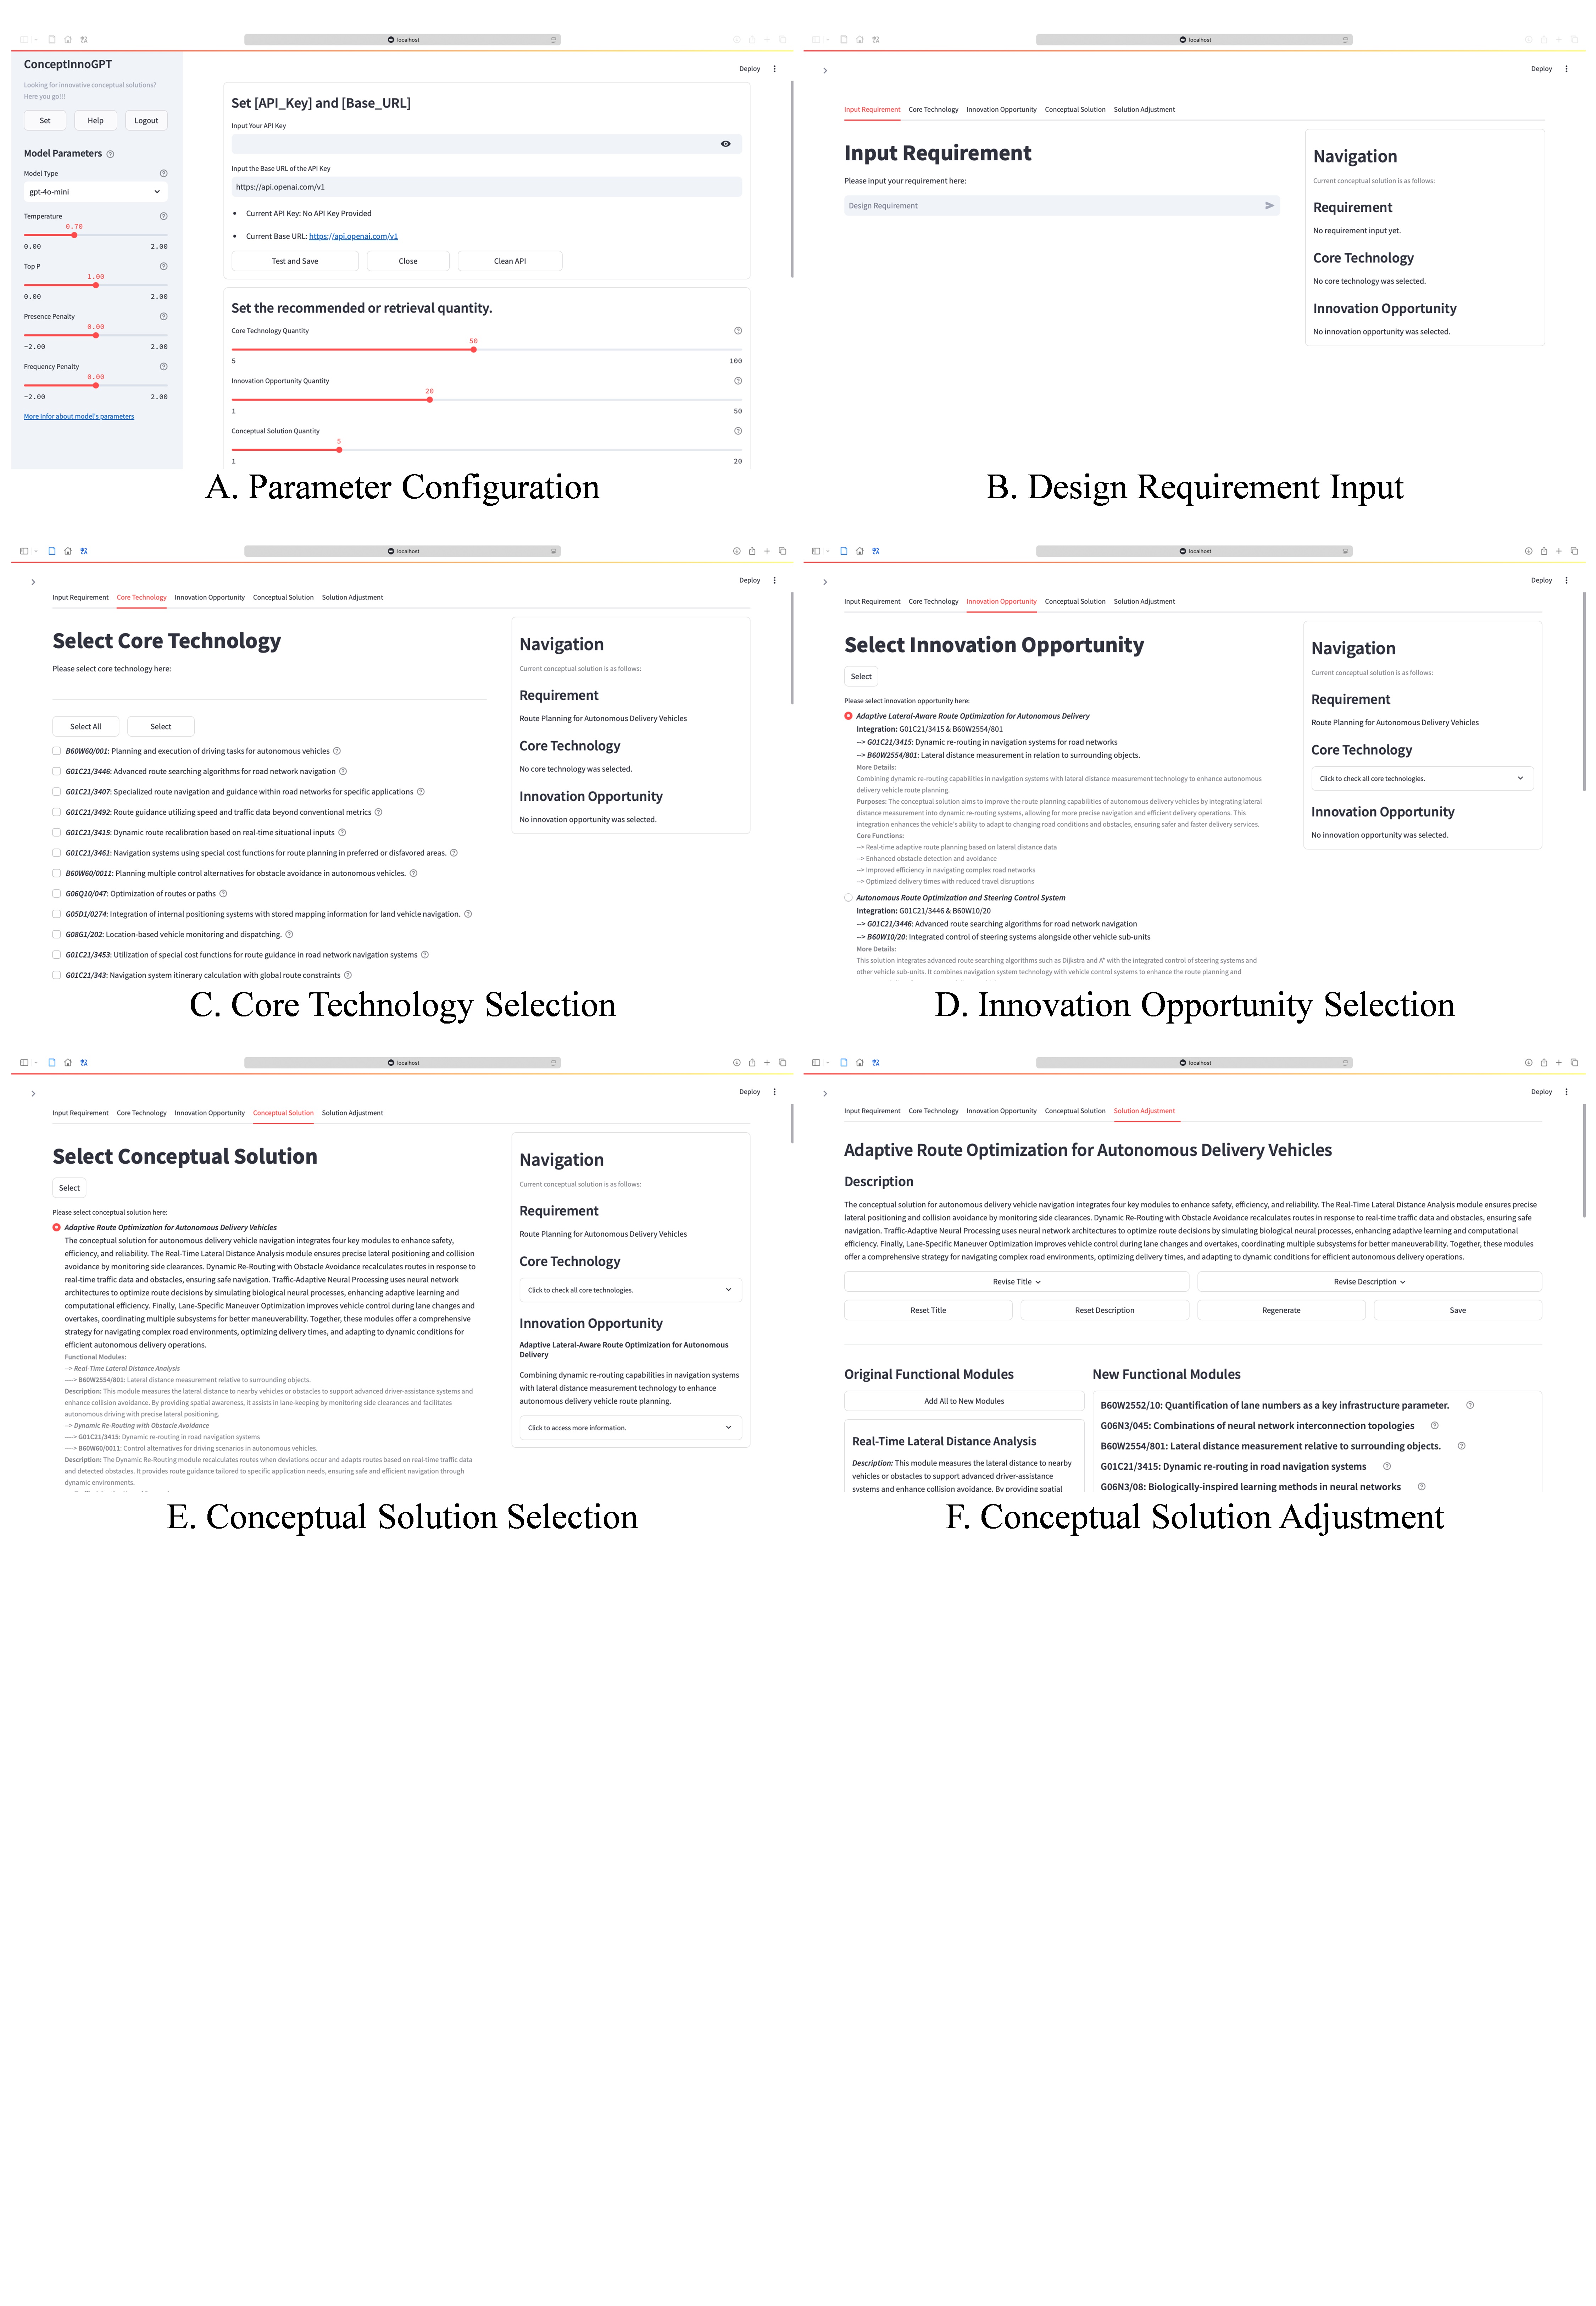 localhost
ConceptInnoGPT
Looking for innovative conceptual solutions?
Here you go!!!
Set
Help
Logout
Model Parameters
Model Type
gpt-4o-mini
Temperature
0.70
0.00
2.00
Top P
1.00
0.00
2.00
Presence Penalty
0.00
-2.00
2.00
Frequency Penalty
0.00
-2.00
2.00
More Infor about model's parameters
Deploy
Set [API_Key] and [Base_URL]
Input Your API Key
Input the Base URL of the API Key
https://api.openai.com/v1
• Current API Key: No API Key Provided
• Current Base URL: https://api.openai.com/v1
Test and Save
Close
Clean API
Set the recommended or retrieval quantity.
Core Technology Quantity
50
5
100
Innovation Opportunity Quantity
20
1
50
Conceptual Solution Quantity
5
1
20
A. Parameter Configuration
localhost
Deploy
Input Requirement
Core Technology
Innovation Opportunity
Conceptual Solution
Solution Adjustment
Input Requirement
Please input your requirement here:
Design Requirement
Navigation
Current conceptual solution is as follows:
Requirement
No requirement input yet.
Core Technology
No core technology was selected.
Innovation Opportunity
No innovation opportunity was selected.
B. Design Requirement Input
localhost
Deploy
Input Requirement
Core Technology
Innovation Opportunity
Conceptual Solution
Solution Adjustment
Select Core Technology
Please select core technology here:
Select All
Select
B60W60/001: Planning and execution of driving tasks for autonomous vehicles
G01C21/3446: Advanced route searching algorithms for road network navigation
G01C21/3407: Specialized route navigation and guidance within road networks for specific applications
G01C21/3492: Route guidance utilizing speed and traffic data beyond conventional metrics
G01C21/3415: Dynamic route recalibration based on real-time situational inputs
G01C21/3461: Navigation systems using special cost functions for route planning in preferred or disfavored areas.
B60W60/0011: Planning multiple control alternatives for obstacle avoidance in autonomous vehicles.
G06Q10/047: Optimization of routes or paths
G05D1/0274: Integration of internal positioning systems with stored mapping information for land vehicle navigation.
G08G1/202: Location-based vehicle monitoring and dispatching.
G01C21/3453: Utilization of special cost functions for route guidance in road network navigation systems
G01C21/343: Navigation system itinerary calculation with global route constraints
Navigation
Current conceptual solution is as follows:
Requirement
Route Planning for Autonomous Delivery Vehicles
Core Technology
No core technology was selected.
Innovation Opportunity
No innovation opportunity was selected.
C. Core Technology Selection
localhost
Deploy
Input Requirement
Core Technology
Innovation Opportunity
Conceptual Solution
Solution Adjustment
Select Innovation Opportunity
Select
Please select innovation opportunity here:
Adaptive Lateral-Aware Route Optimization for Autonomous Delivery
Integration: G01C21/3415 & B60W2554/801
--> G01C21/3415: Dynamic re-routing in navigation systems for road networks
--> B60W2554/801: Lateral distance measurement in relation to surrounding objects.
More Details:
Combining dynamic re-routing capabilities in navigation systems with lateral distance measurement technology to enhance autonomous
delivery vehicle route planning.
Purposes: The conceptual solution aims to improve the route planning capabilities of autonomous delivery vehicles by integrating lateral
distance measurement into dynamic re-routing systems, allowing for more precise navigation and efficient delivery operations. This
integration enhances the vehicle's ability to adapt to changing road conditions and obstacles, ensuring safer and faster delivery services.
Core Functions:
--> Real-time adaptive route planning based on lateral distance data
--> Enhanced obstacle detection and avoidance
--> Improved efficiency in navigating complex road networks
--> Optimized delivery times with reduced travel disruptions
Autonomous Route Optimization and Steering Control System
Integration: G01C21/3446 & B60W10/20
--> G01C21/3446: Advanced route searching algorithms for road network navigation
--> B60W10/20: Integrated control of steering systems alongside other vehicle sub-units
More Details:
This solution integrates advanced route searching algorithms such as Dijkstra and A* with the integrated control of steering systems and
other vehicle sub-units. It combines navigation system technology with vehicle control systems to enhance the route planning and
Navigation
Current conceptual solution is as follows:
Requirement
Route Planning for Autonomous Delivery Vehicles
Core Technology
Click to check all core technologies.
Innovation Opportunity
No innovation opportunity was selected.
D. Innovation Opportunity Selection
localhost
Deploy
Input Requirement
Core Technology
Innovation Opportunity
Conceptual Solution
Solution Adjustment
Select Conceptual Solution
Select
Please select conceptual solution here:
Adaptive Route Optimization for Autonomous Delivery Vehicles
The conceptual solution for autonomous delivery vehicle navigation integrates four key modules to enhance safety,
efficiency, and reliability. The Real-Time Lateral Distance Analysis module ensures precise lateral positioning and collision
avoidance by monitoring side clearances. Dynamic Re-Routing with Obstacle Avoidance recalculates routes in response to
real-time traffic data and obstacles, ensuring safe navigation. Traffic-Adaptive Neural Processing uses neural network
architectures to optimize route decisions by simulating biological neural processes, enhancing adaptive learning and
computational efficiency. Finally, Lane-Specific Maneuver Optimization improves vehicle control during lane changes and
overtakes, coordinating multiple subsystems for better maneuverability. Together, these modules offer a comprehensive
strategy for navigating complex road environments, optimizing delivery times, and adapting to dynamic conditions for
efficient autonomous delivery operations.
Functional Modules:
--> Real-Time Lateral Distance Analysis
----> B60W2554/801: Lateral distance measurement relative to surrounding objects.
Description: This module measures the lateral distance to nearby vehicles or obstacles to support advanced driver-assistance systems and
enhance collision avoidance. By providing spatial awareness, it assists in lane-keeping by monitoring side clearances and facilitates
autonomous driving with precise lateral positioning.
--> Dynamic Re-Routing with Obstacle Avoidance
----> G01C21/3415: Dynamic re-routing in road navigation systems
----> B60W60/0011: Control alternatives for driving scenarios in autonomous vehicles.
Description: The Dynamic Re-Routing module recalculates routes when deviations occur and adapts routes based on real-time traffic data
and detected obstacles. It provides route guidance tailored to specific application needs, ensuring safe and efficient navigation through
dynamic environments.
Navigation
Current conceptual solution is as follows:
Requirement
Route Planning for Autonomous Delivery Vehicles
Core Technology
Click to check all core technologies.
Innovation Opportunity
Adaptive Lateral-Aware Route Optimization for Autonomous
Delivery
Combining dynamic re-routing capabilities in navigation systems
with lateral distance measurement technology to enhance
autonomous delivery vehicle route planning.
Click to access more information.
E. Conceptual Solution Selection
localhost
Deploy
Input Requirement
Core Technology
Innovation Opportunity
Conceptual Solution
Solution Adjustment
Adaptive Route Optimization for Autonomous Delivery Vehicles
Description
The conceptual solution for autonomous delivery vehicle navigation integrates four key modules to enhance safety, efficiency, and reliability. The Real-Time Lateral Distance Analysis module ensures precise
lateral positioning and collision avoidance by monitoring side clearances. Dynamic Re-Routing with Obstacle Avoidance recalculates routes in response to real-time traffic data and obstacles, ensuring safe
navigation. Traffic-Adaptive Neural Processing uses neural network architectures to optimize route decisions by simulating biological neural processes, enhancing adaptive learning and computational
efficiency. Finally, Lane-Specific Maneuver Optimization improves vehicle control during lane changes and overtakes, coordinating multiple subsystems for better maneuverability. Together, these modules
offer a comprehensive strategy for navigating complex road environments, optimizing delivery times, and adapting to dynamic conditions for efficient autonomous delivery operations.
Revise Title
Revise Description
Reset Title
Reset Description
Regenerate
Save
Original Functional Modules
Add All to New Modules
Real-Time Lateral Distance Analysis
Description: This module measures the lateral distance to nearby
vehicles or obstacles to support advanced driver-assistance
systems and enhance collision avoidance. By providing spatial
New Functional Modules
B60W2552/10: Quantification of lane numbers as a key infrastructure parameter.
G06N3/045: Combinations of neural network interconnection topologies
B60W2554/801: Lateral distance measurement relative to surrounding objects.
G01C21/3415: Dynamic re-routing in road navigation systems
G06N3/08: Biologically-inspired learning methods in neural networks
F. Conceptual Solution Adjustment